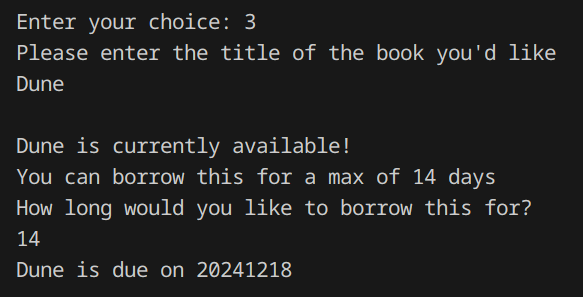 Enter your choice: 3
Please enter the title of the book you'd like
Dune
Dune is currently available!
You can borrow this for a max of 14 days
How long would you like to borrow this for?
14
Dune is due on 20241218